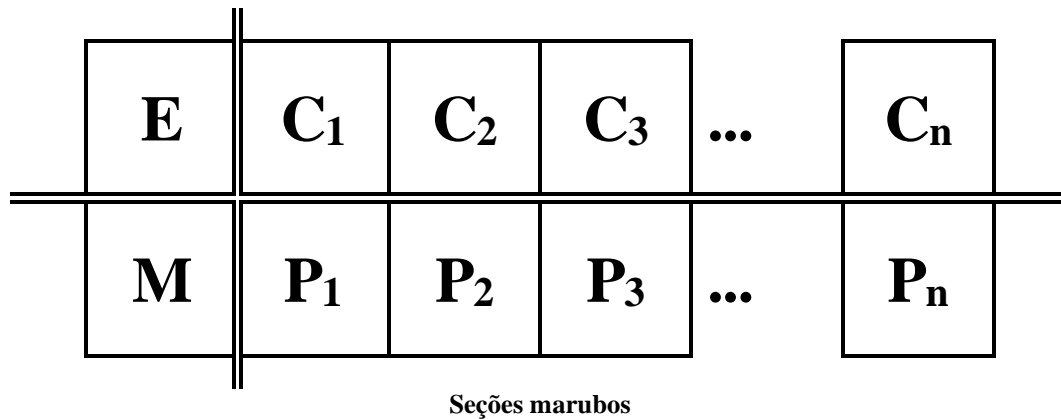 E C₁ C₂ C₃ ... Cₙ
M P₁ P₂ P₃ ... Pₙ
Seções marubos